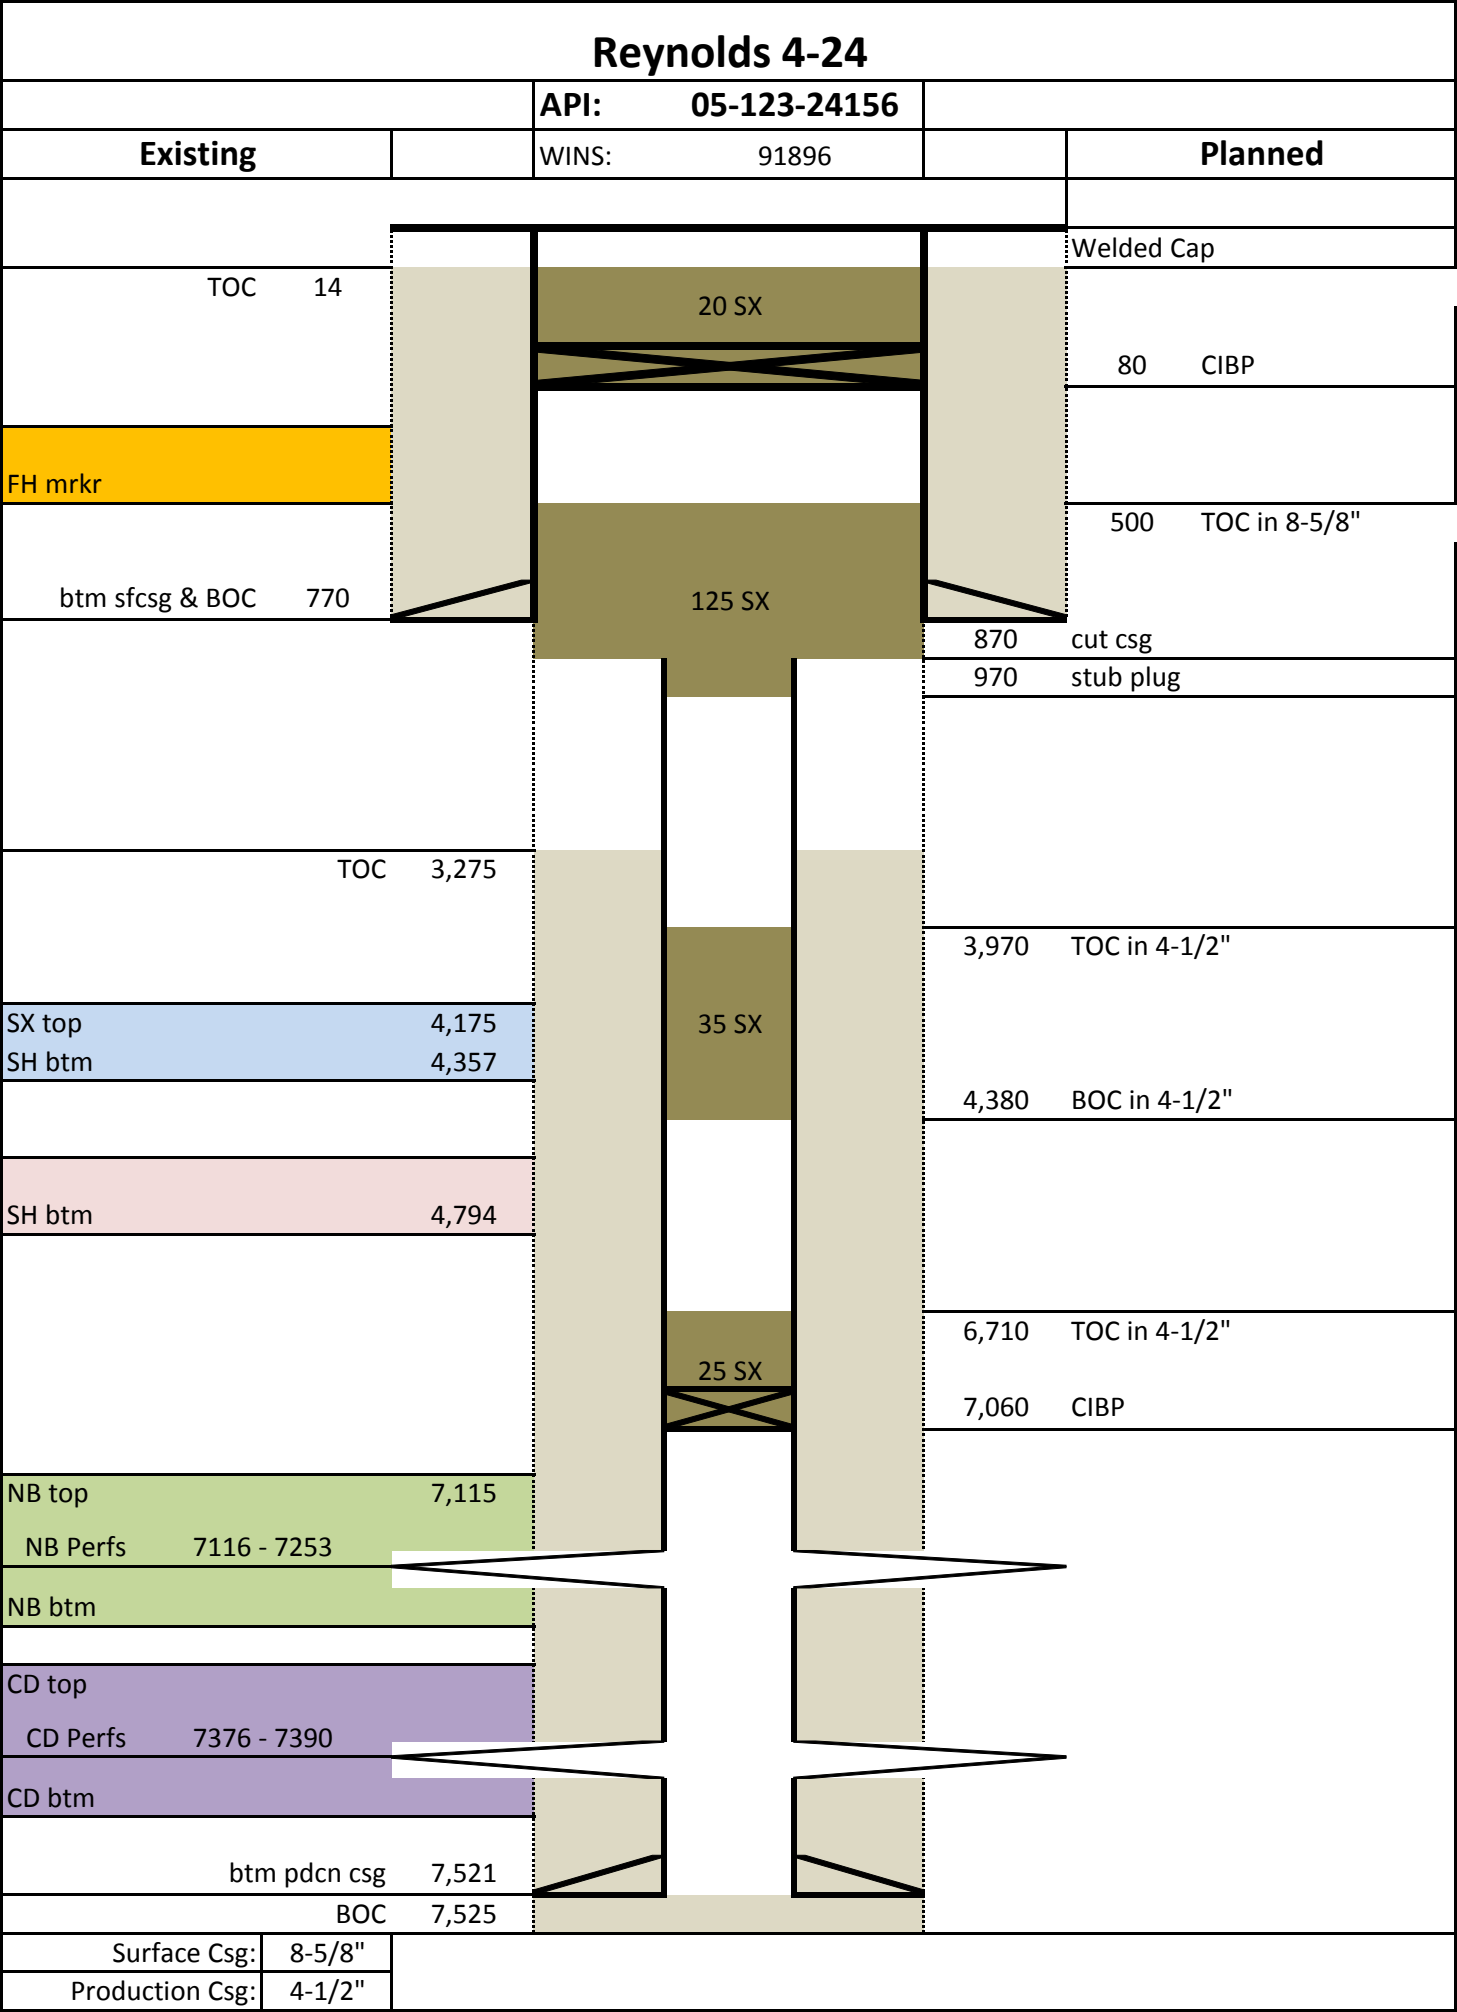 Reynolds 4-24
API: 05-123-24156
Existing WINS: 91896 Planned
Welded Cap
TOC 14
20 SX
80 CIBP
FH mrkr
500 TOC in 8-5/8"
btm sfcsg & BOC 770 125 SX
870 cut csg
970 stub plug
TOC 3,275
3,970 TOC in 4-1/2"
SX top 4,175 35 SX
SH btm 4,357
4,380 BOC in 4-1/2"
SH btm 4,794
6,710 TOC in 4-1/2"
25 SX
7,060 CIBP
NB top 7,115
NB Perfs 7116 - 7253
NB btm
CD top
CD Perfs 7376 - 7390
CD btm
btm pdcn csg 7,521
BOC 7,525
Surface Csg: 8-5/8"
Production Csg: 4-1/2"